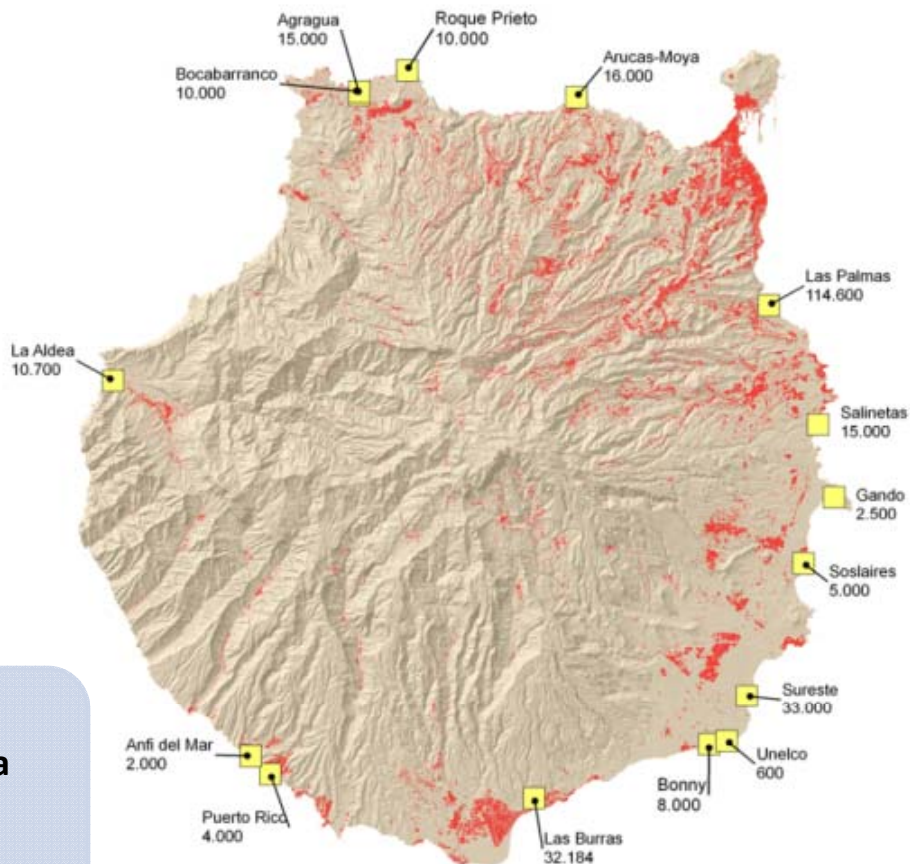 Agragua
15.000
Roque Prieto
10.000
Bocabarranco
10.000
Arucas-Moya
16.000
Las Palmas
114.600
La Aldea
10.700
Salinetas
15.000
Gando
2.500
Soslaires
5.000
Sureste
33.000
Anfi del Mar
2.000
Unelco
600
Bonny
8.000
Puerto Rico
4.000
Las Burras
32.184
a